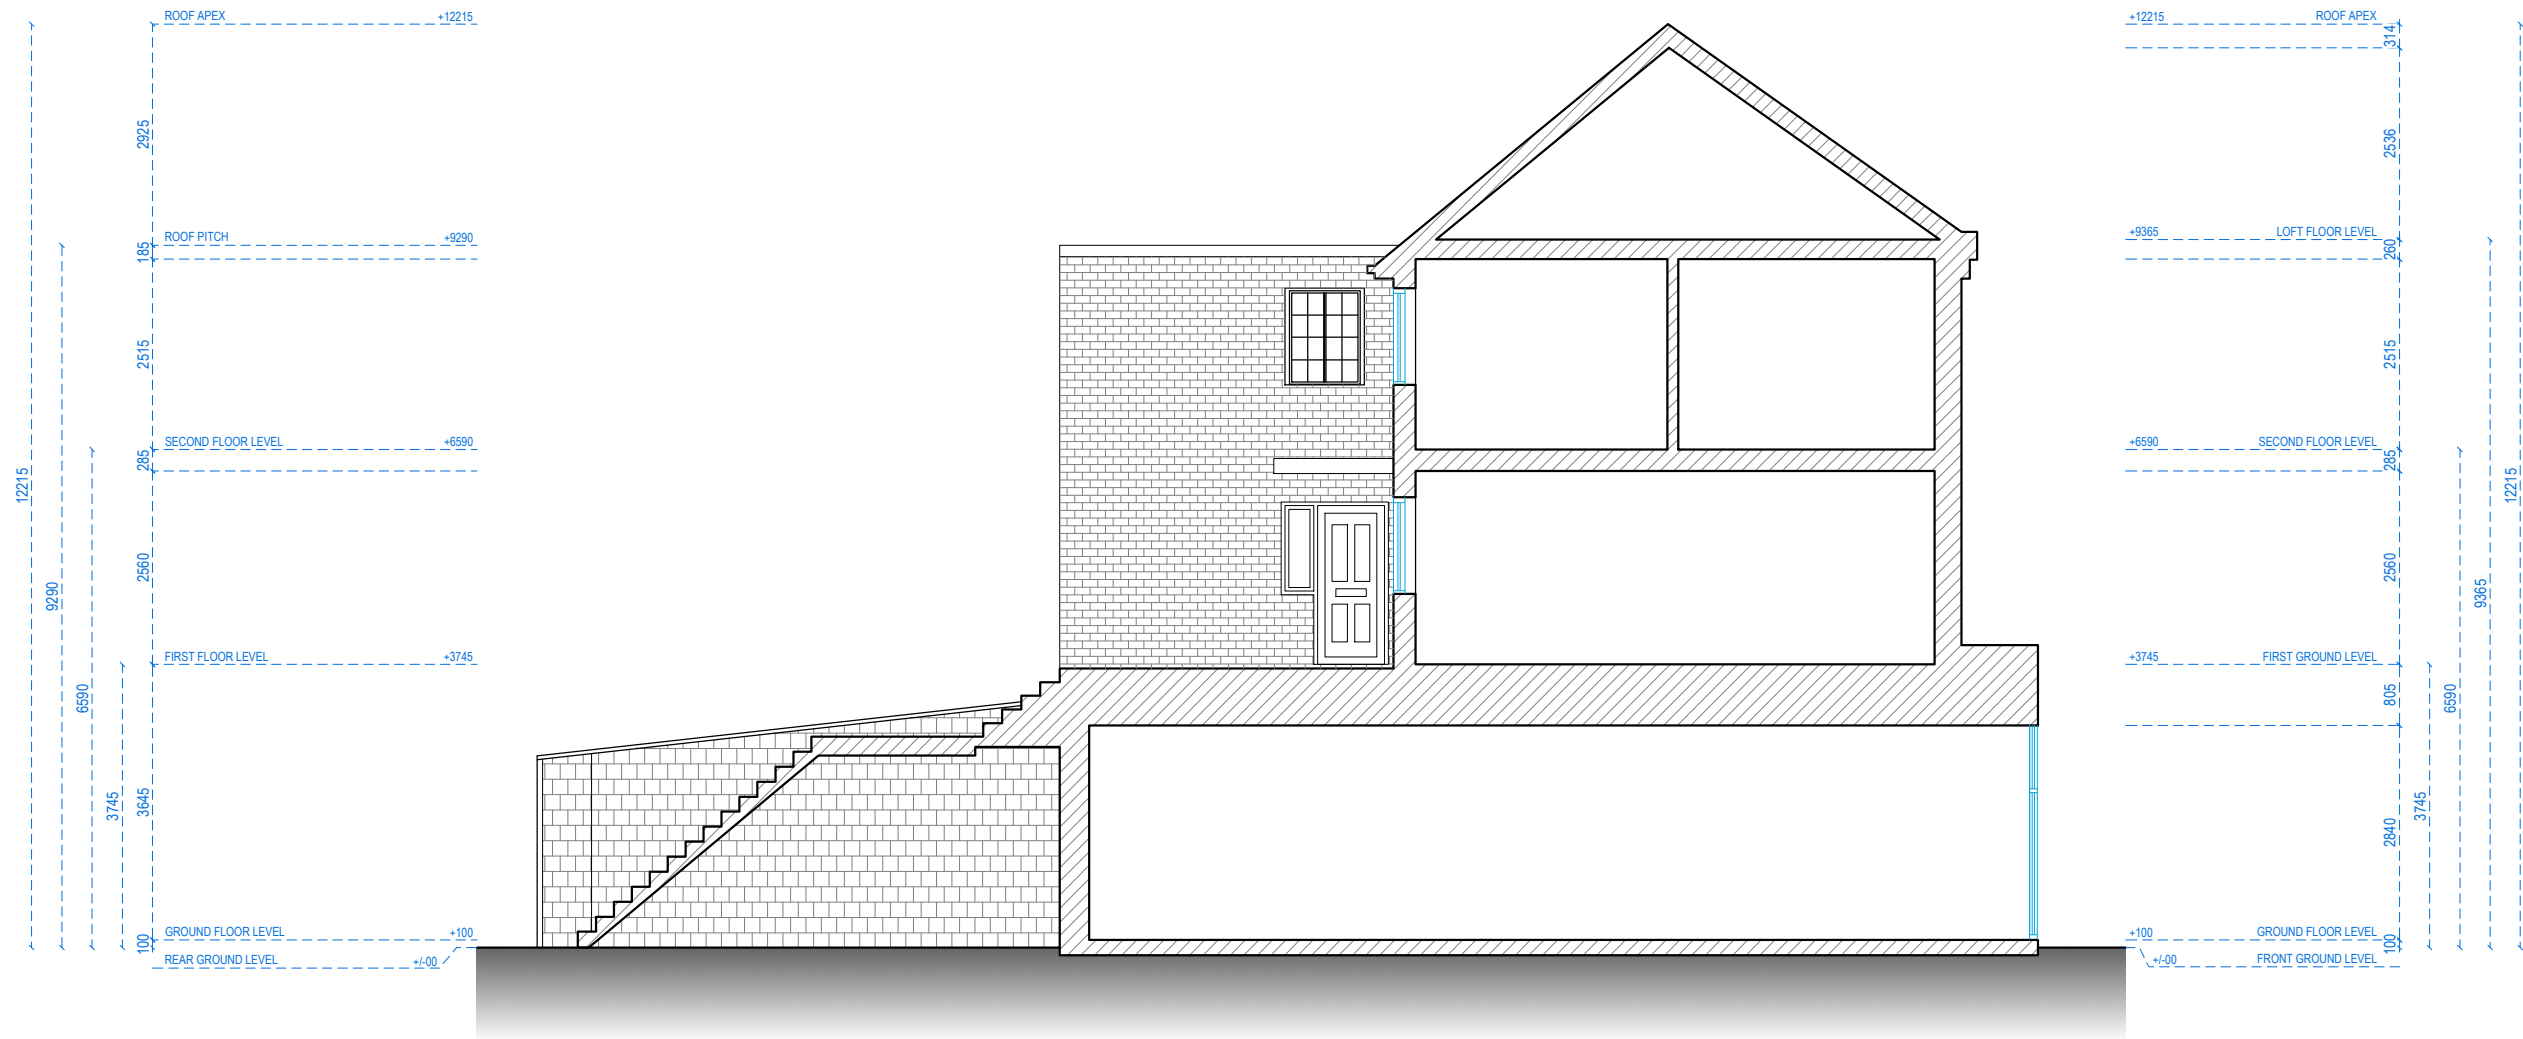 ROOF APEX +12215
+12215 ROOF APEX
314
2925
2536
ROOF PITCH +9290
+9365 LOFT FLOOR LEVEL
185
260
2515
2515
SECOND FLOOR LEVEL +6590
+6590 SECOND FLOOR LEVEL
285
285
12215
12215
2560
2560
9290
9365
FIRST FLOOR LEVEL +3745
+3745 FIRST GROUND LEVEL
6590
805
6590
3745
3645
3745
2840
GROUND FLOOR LEVEL +100
+100 GROUND FLOOR LEVEL
100
100
REAR GROUND LEVEL +/-00
+/-00 FRONT GROUND LEVEL